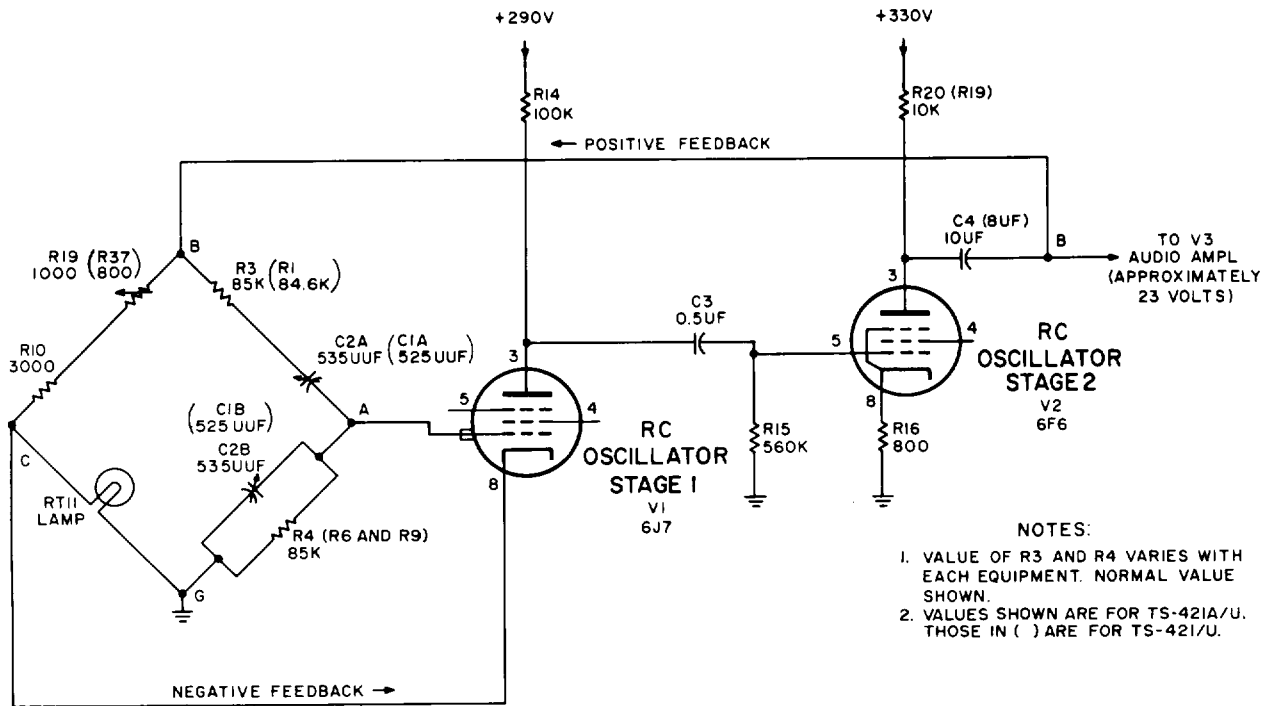 +290V
+330V
R14
100K
R20 (R19)
10K
← POSITIVE FEEDBACK
B
R19 (R37)
1000 (800)
R3 (R1)
85K (84.6K)
C4 (8UF)
10UF
B
TO V3
AUDIO AMPL
(APPROXIMATELY
23 VOLTS)
R10
3000
C2A (C1A)
535UUF (525UUF)
C3
0.5UF
3
3
5
4
RC
OSCILLATOR
STAGE 2
V2
6F6
8
(C1B)
(525UUF)
C2B
535UUF
A
5
4
RC
OSCILLATOR
STAGE 1
V1
6J7
8
R15
560K
R16
800
C
RT11
LAMP
R4 (R6 AND R9)
85K
G
NOTES:
1. VALUE OF R3 AND R4 VARIES WITH
EACH EQUIPMENT. NORMAL VALUE
SHOWN.
2. VALUES SHOWN ARE FOR TS-421A/U.
THOSE IN ( ) ARE FOR TS-421/U.
NEGATIVE FEEDBACK →